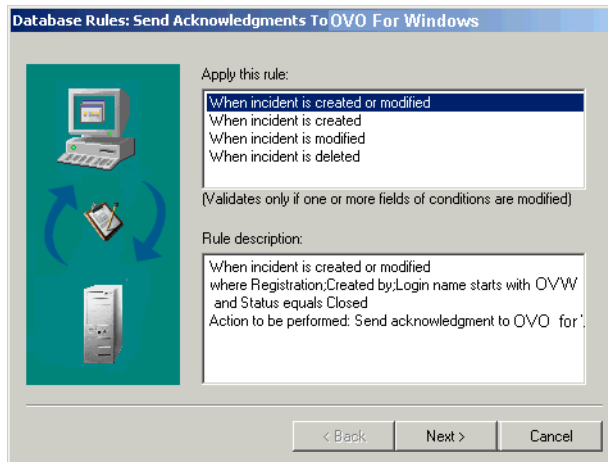 Database Rules: Send Acknowledgments To OVO For Windows
Apply this rule:
When incident is created or modified
When incident is created
When incident is modified
When incident is deleted
(Validates only if one or more fields of conditions are modified)
Rule description:
When incident is created or modified
where Registration;Created by;Login name starts with OVW
and Status equals Closed
Action to be performed: Send acknowledgment to OVO for
< Back
Next >
Cancel